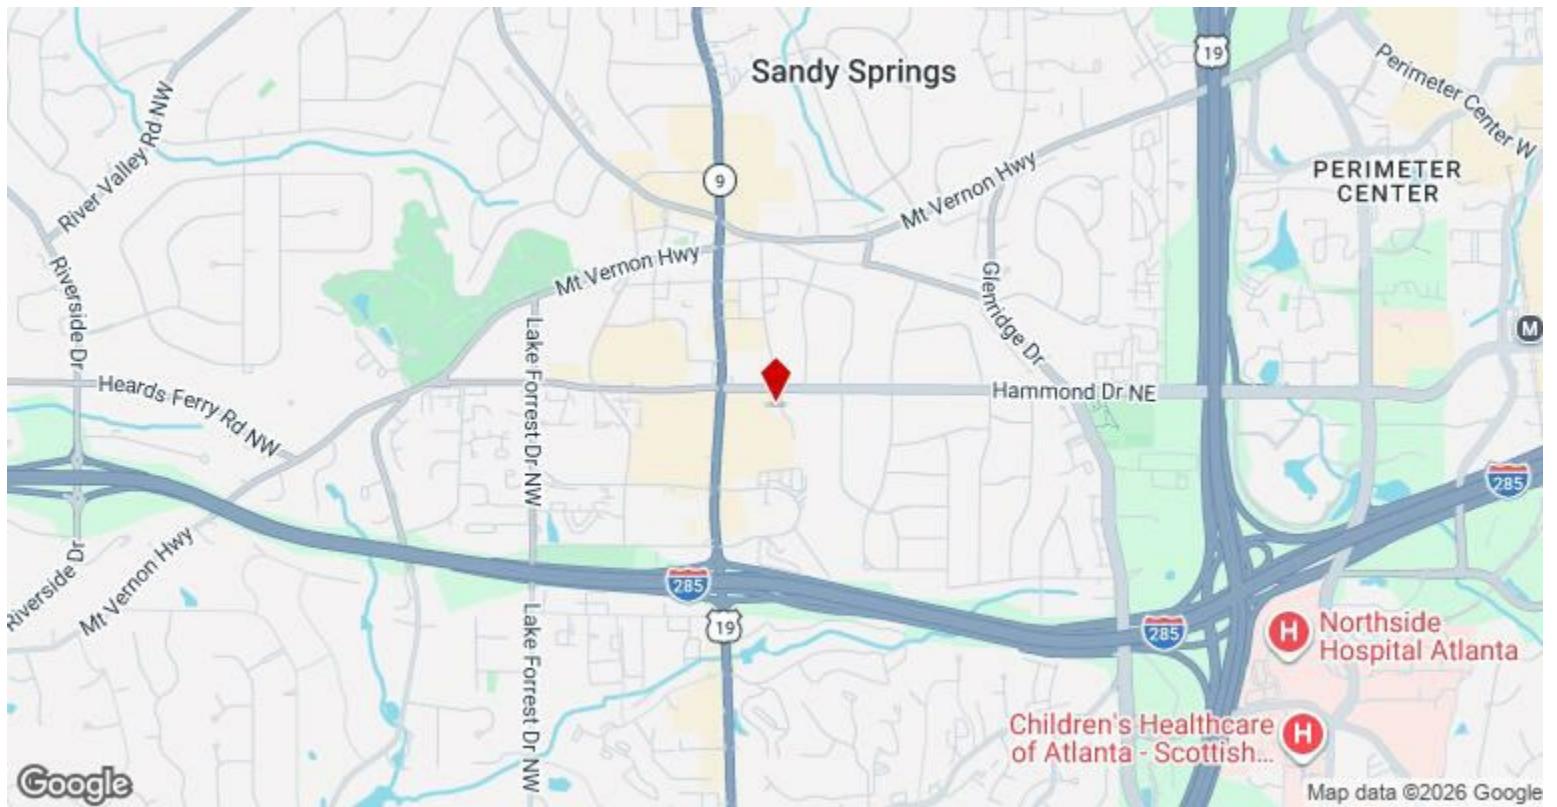 19
Sandy Springs
Perimeter Center W
River Valley Rd NW
9
PERIMETER
CENTER
Mt Vernon Hwy
Mt Vernon Hwy
Riverside Dr
Glenridge Dr
Lake Forrest Dr NW
M
Heards Ferry Rd NW
Hammond Dr NE
285
Mt Vernon Hwy
Riverside Dr
285
19
285
H
Northside
Hospital Atlanta
Lake Forrest Dr NW
Children's Healthcare
of Atlanta - Scottish...
H
Google
Map data ©2026 Google